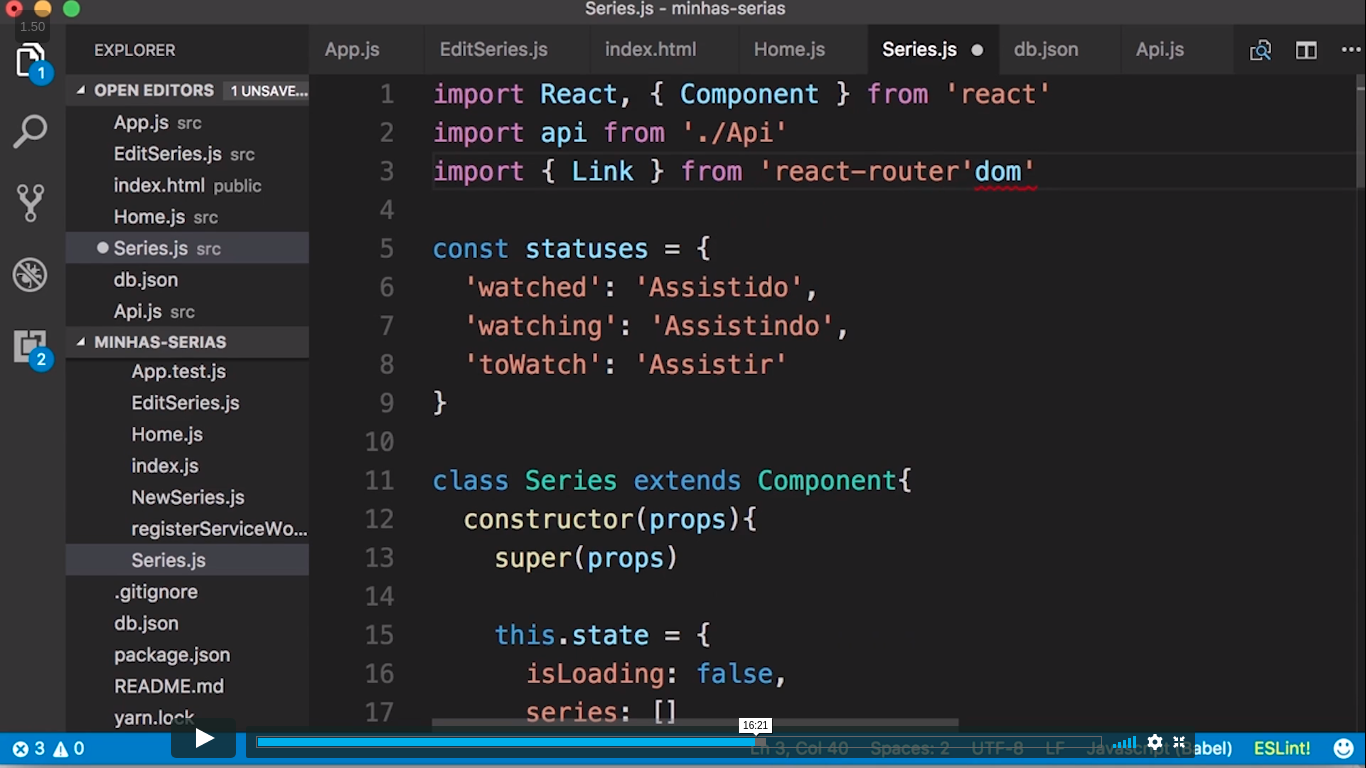 Series.js - minhas-serias
1.50
EXPLORER
App.js EditSeries.js index.html Home.js Series.js db.json Api.js
1
OPEN EDITORS 1 UNSAVE...
App.js src
EditSeries.js src
index.html public
Home.js src
Series.js src
db.json
Api.js src
2
MINHAS-SERIAS
App.test.js
EditSeries.js
Home.js
index.js
NewSeries.js
registerServiceWo...
Series.js
.gitignore
db.json
package.json
README.md
yarn.lock
1 import React, { Component } from 'react'
2 import api from './Api'
3 import { Link } from 'react-router'dom'
4
5 const statuses = {
6 'watched': 'Assistido',
7 'watching': 'Assistindo',
8 'toWatch': 'Assistir'
9 }
10
11 class Series extends Component{
12 constructor(props){
13 super(props)
14
15 this.state = {
16 isLoading: false,
17 series: []
16:21
3 0 Ln 3, Col 40 Spaces: 2 UTF-8 LF Javascript (Babel) ESLint!